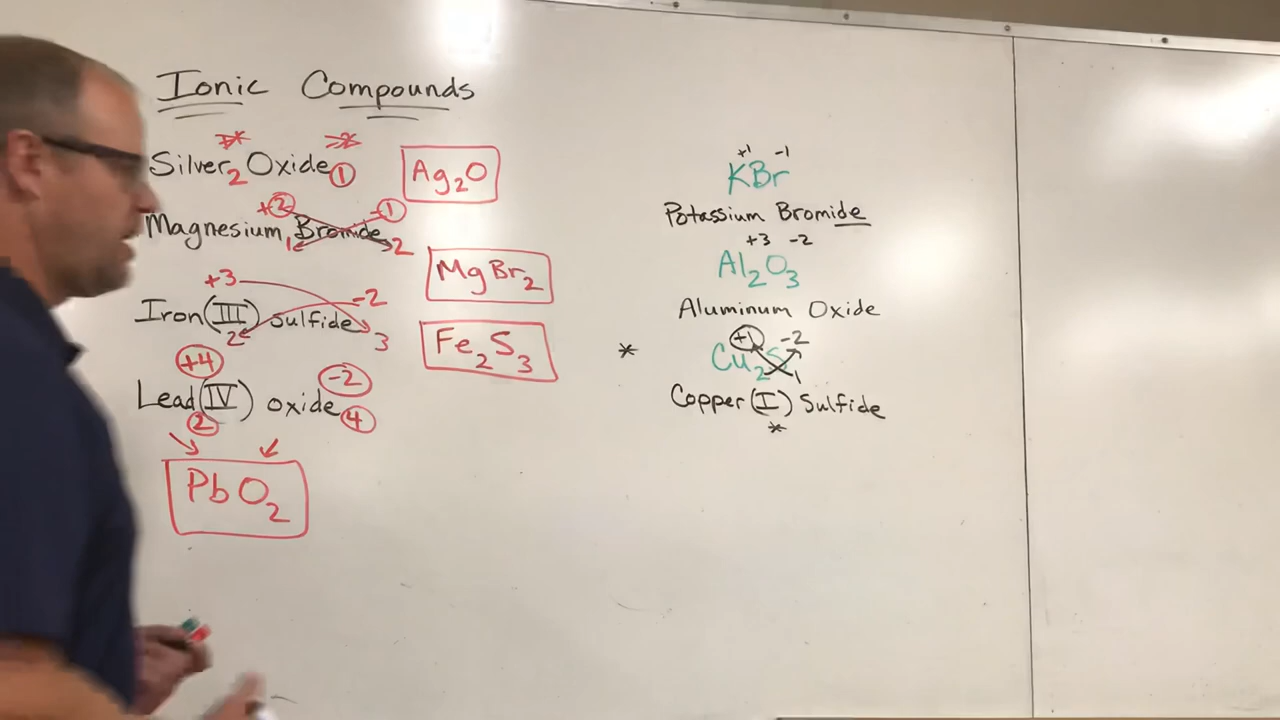 Ionic Compounds
Silver₂ Oxide① Ag₂O
+2 -1
Magnesium Bromide
1 2
MgBr₂
+3 -2
Iron (III) sulfide
2 3
Fe₂S₃
+4 -2
Lead (IV) oxide
2 4
PbO₂
+1 -1
KBr
Potassium Bromide
+3 -2
Al₂O₃
Aluminum Oxide
+1 -2
* Cu₂S
1
Copper (I) Sulfide
*